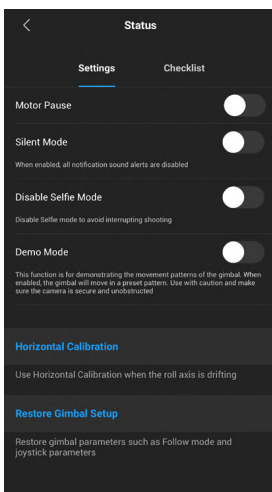 Status
Settings Checklist
Motor Pause
Silent Mode
When enabled, all notification sound alerts are disabled
Disable Selfie Mode
Disable Selfie mode to avoid interrupting shooting
Demo Mode
This function is for demonstrating the movement patterns of the gimbal. When
enabled, the gimbal will move in a preset pattern. Use with caution and make
sure the camera is secure and unobstructed
Horizontal Calibration
Use Horizontal Calibration when the roll axis is drifting
Restore Gimbal Setup
Restore gimbal parameters such as Follow mode and
joystick parameters